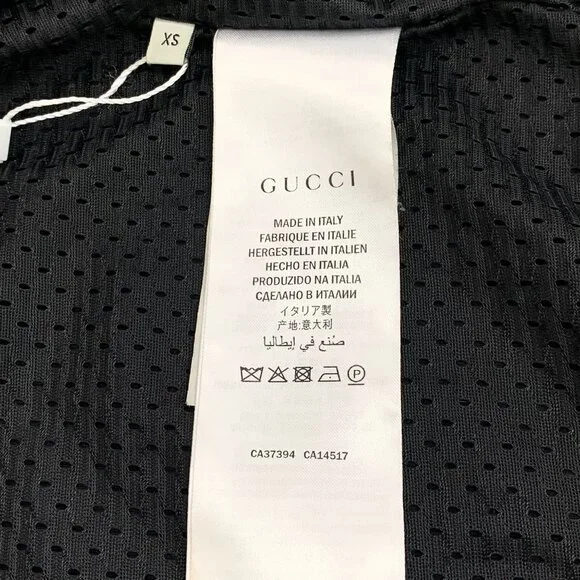 XS
GUCCI
MADE IN ITALY
FABRIQUE EN ITALIE
HERGESTELLT IN ITALIEN
HECHO EN ITALIA
PRODUZIDO NA ITALIA
СДЕЛАНО В ИТАЛИИ
イタリア製
产地:意大利
صُنع في إيطاليا
P
CA37394 CA14517